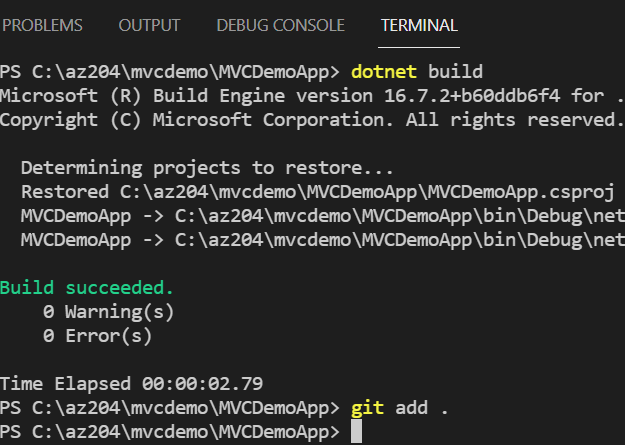 PROBLEMS OUTPUT DEBUG CONSOLE TERMINAL
PS C:\az204\mvcdemo\MVCDemoApp> dotnet build
Microsoft (R) Build Engine version 16.7.2+b60ddb6f4 for .
Copyright (C) Microsoft Corporation. All rights reserved.
Determining projects to restore...
Restored C:\az204\mvcdemo\MVCDemoApp\MVCDemoApp.csproj
MVCDemoApp -> C:\az204\mvcdemo\MVCDemoApp\bin\Debug\net
MVCDemoApp -> C:\az204\mvcdemo\MVCDemoApp\bin\Debug\net
Build succeeded.
0 Warning(s)
0 Error(s)
Time Elapsed 00:00:02.79
PS C:\az204\mvcdemo\MVCDemoApp> git add .
PS C:\az204\mvcdemo\MVCDemoApp>